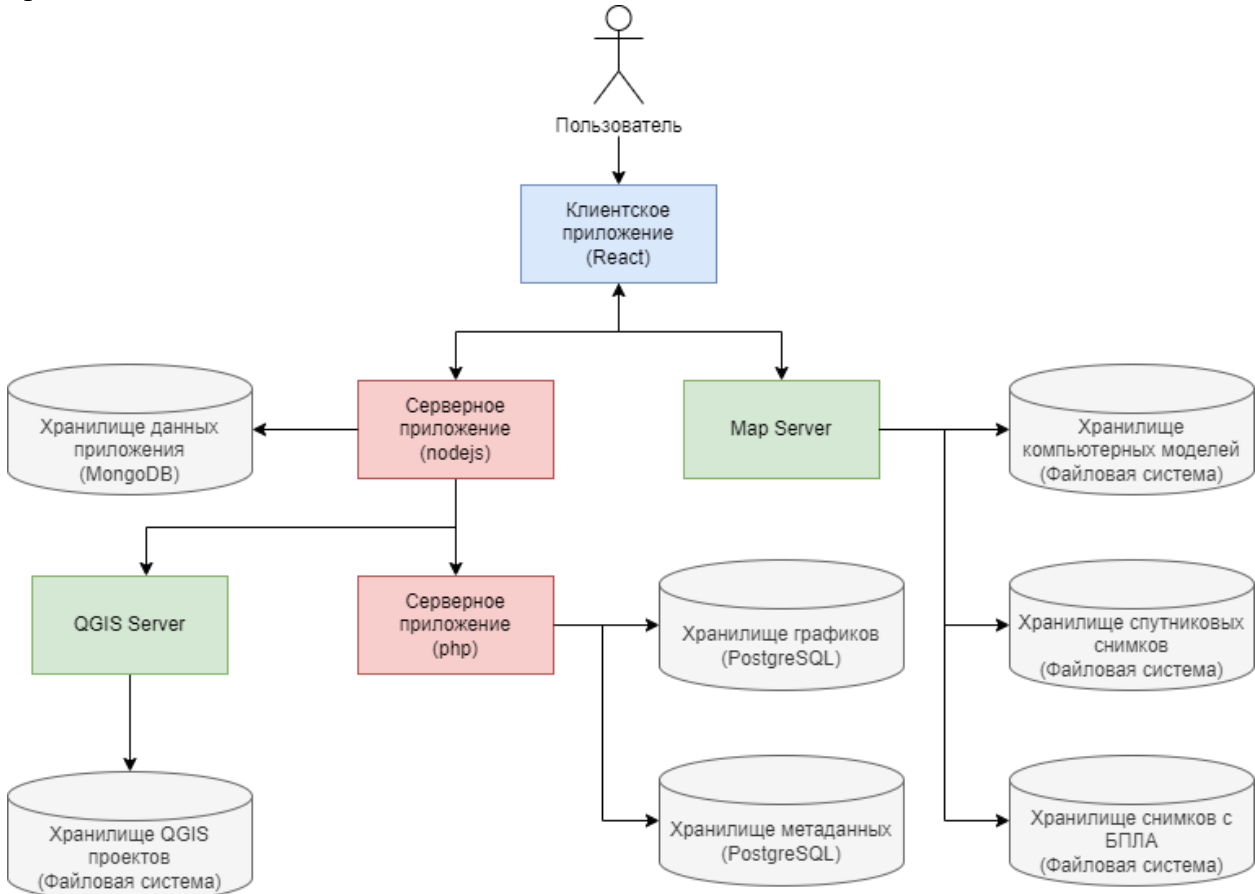 Пользователь
Клиентское
приложение
(React)
Хранилище данных
приложения
(MongoDB)
Серверное
приложение
(nodejs)
Map Server
Хранилище
компьютерных моделей
(Файловая система)
QGIS Server
Серверное
приложение
(php)
Хранилище графиков
(PostgreSQL)
Хранилище спутниковых
снимков
(Файловая система)
Хранилище QGIS
проектов
(Файловая система)
Хранилище метаданных
(PostgreSQL)
Хранилище снимков с
БПЛА
(Файловая система)